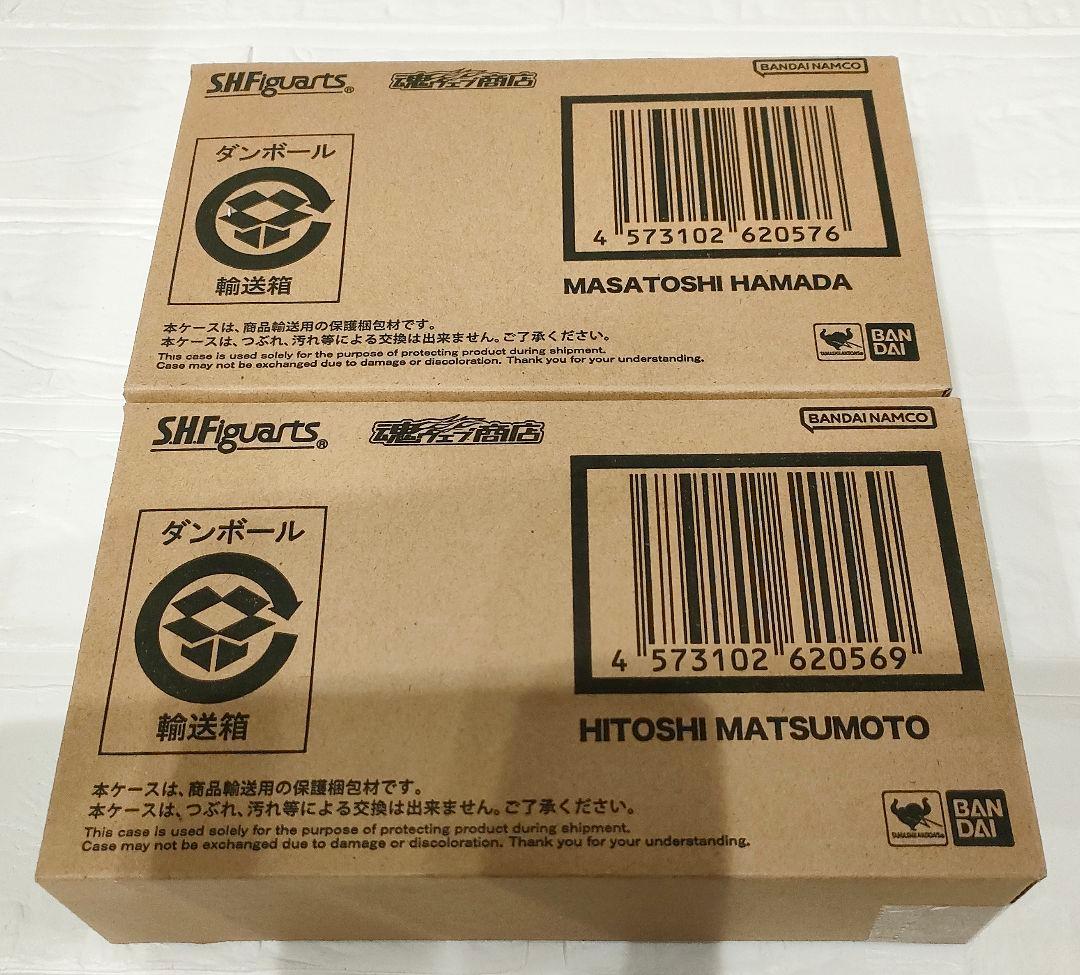 S.H.Figuarts®
魂ウェブ商店
BANDAI NAMCO
ダンボール
輸送箱
4 573102 620576
MASATOSHI HAMADA
本ケースは、商品輸送用の保護梱包材です。
本ケースは、つぶれ、汚れ等による交換は出来ません。ご了承ください。
This case is used solely for the purpose of protecting product during shipment.
Case may not be exchanged due to damage or discoloration. Thank you for your understanding.
TAMASHII NATIONS
BAN
DAI
S.H.Figuarts®
魂ウェブ商店
BANDAI NAMCO
ダンボール
輸送箱
4 573102 620569
HITOSHI MATSUMOTO
本ケースは、商品輸送用の保護梱包材です。
本ケースは、つぶれ、汚れ等による交換は出来ません。ご了承ください。
This case is used solely for the purpose of protecting product during shipment.
Case may not be exchanged due to damage or discoloration. Thank you for your understanding.
TAMASHII NATIONS
BAN
DAI